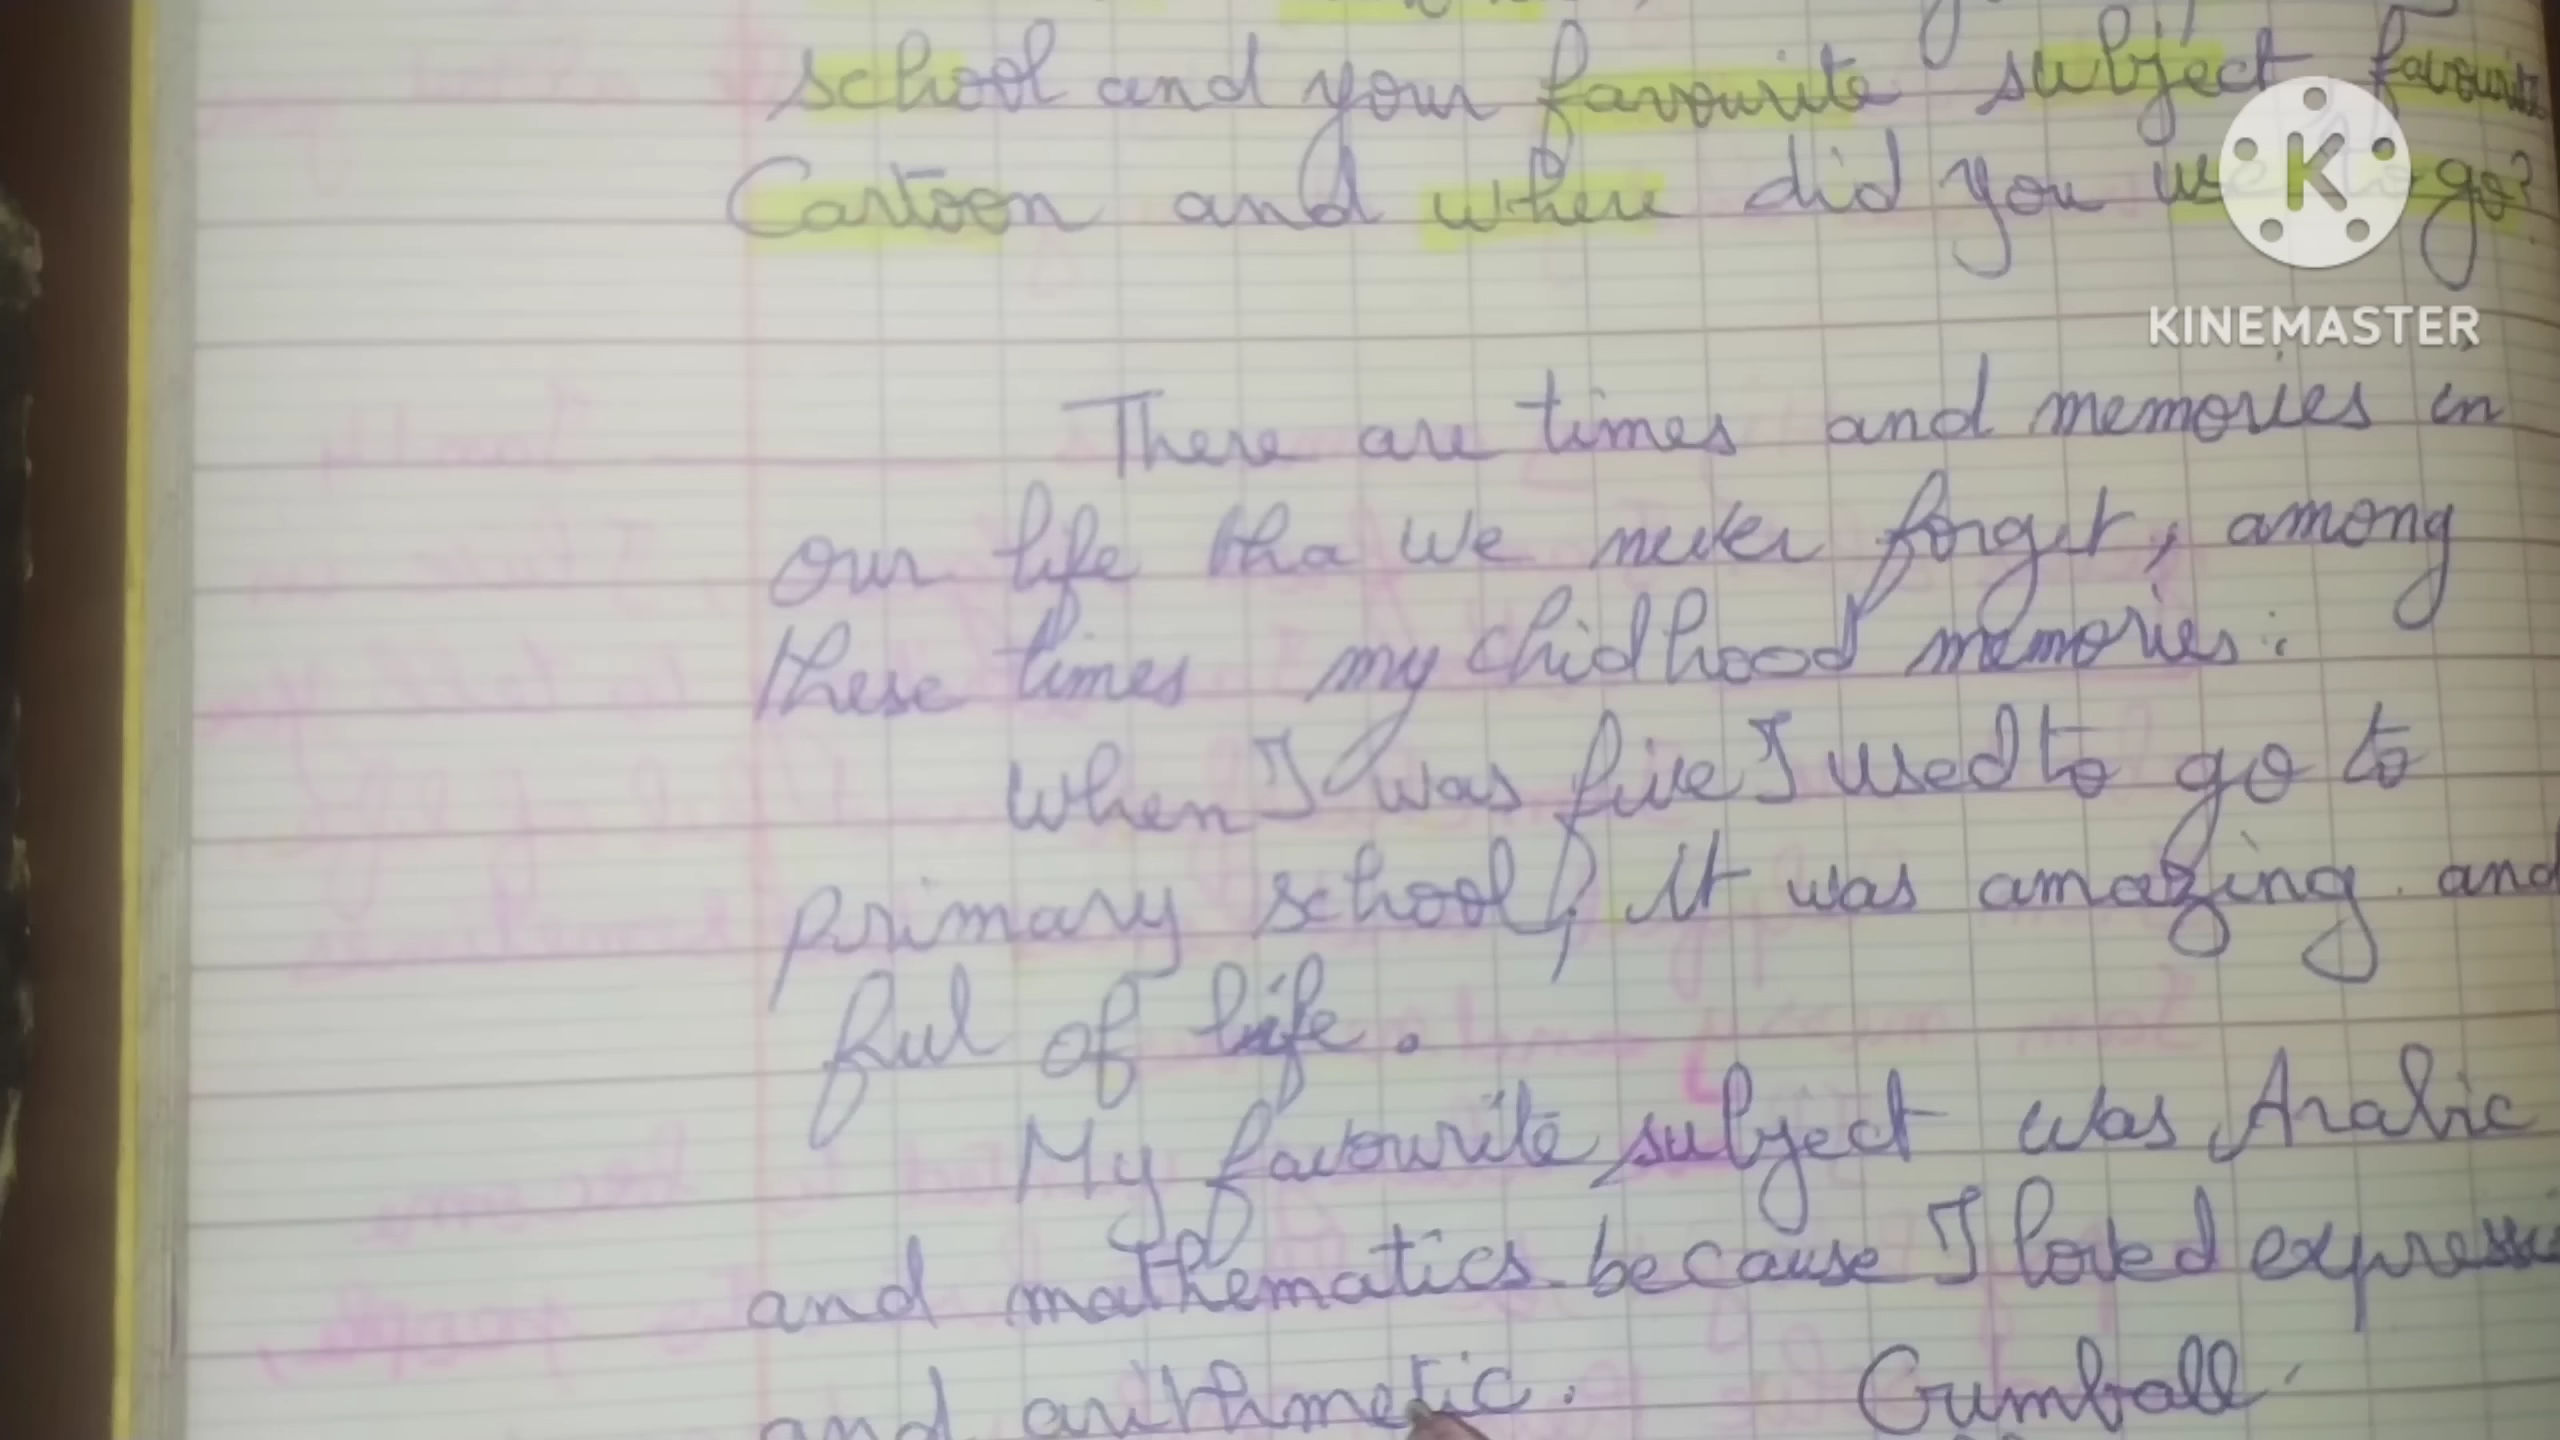 school and your favourite subject favourite
Cartoon and where did you use to go?
KINEMASTER
There are times and memories in
our life tha we never forget, among
these times my chidhood memories.
when I was five I used to go to
primary school, it was amazing and
ful of life.
My favourite subject was Arabic
and mathematics because I loved
and arithmetic. Gumball